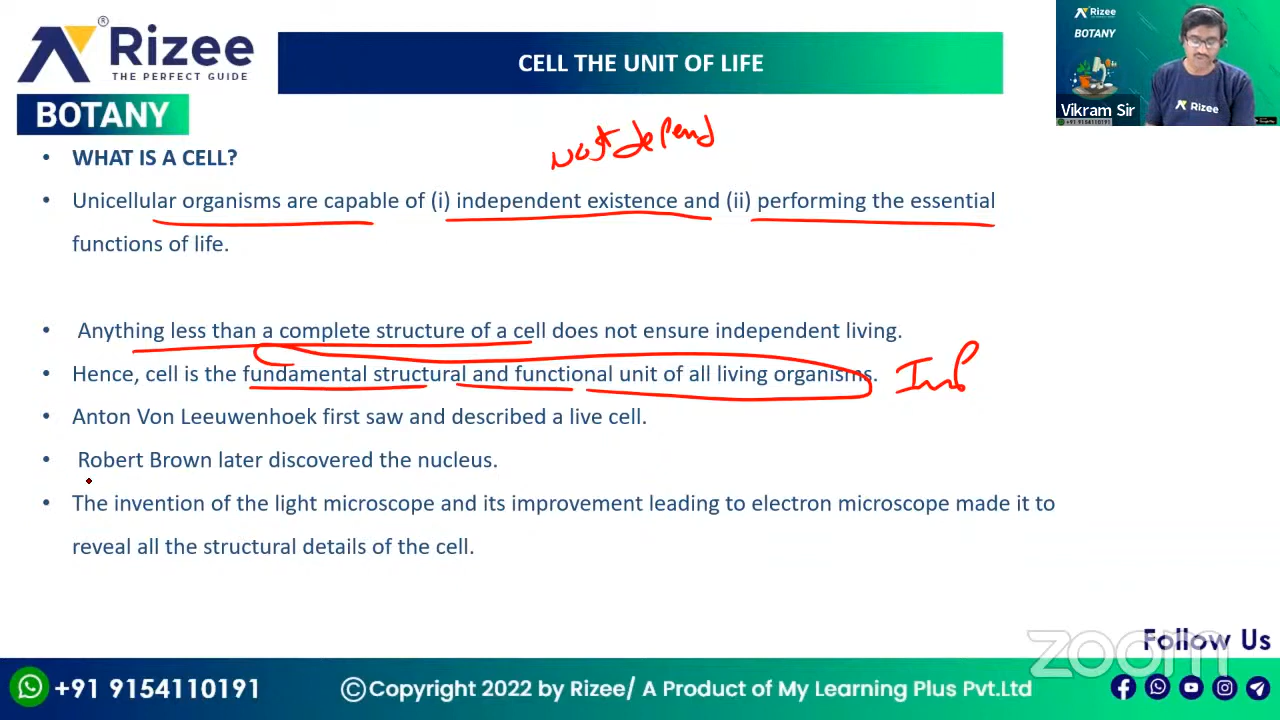 Rizee
®
THE PERFECT GUIDE
BOTANY
CELL THE UNIT OF LIFE
Rizee
BOTANY
Rizee
Vikram Sir
+91 9154110191
Not depend
• WHAT IS A CELL?
• Unicellular organisms are capable of (i) independent existence and (ii) performing the essential
functions of life.
• Anything less than a complete structure of a cell does not ensure independent living.
• Hence, cell is the fundamental structural and functional unit of all living organisms.
Imp
• Anton Von Leeuwenhoek first saw and described a live cell.
• Robert Brown later discovered the nucleus.
• The invention of the light microscope and its improvement leading to electron microscope made it to
reveal all the structural details of the cell.
Follow Us
zoom
+91 9154110191
©Copyright 2022 by Rizee/ A Product of My Learning Plus Pvt.Ltd